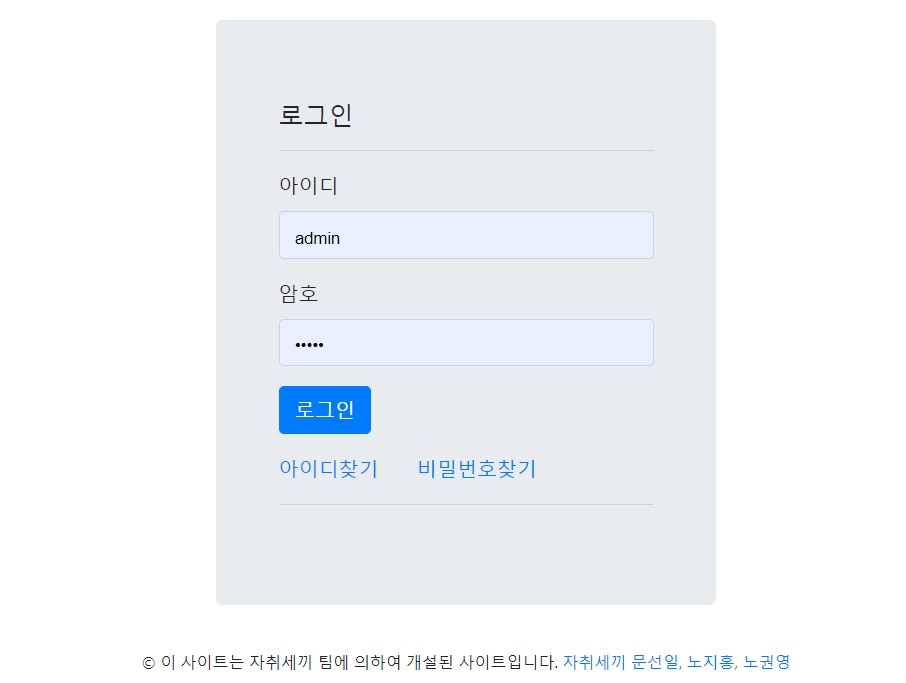 로그인
아이디
admin
암호
•••••
로그인
아이디찾기 비밀번호찾기
© 이 사이트는 자취세끼 팀에 의하여 개설된 사이트입니다. 자취세끼 문선일, 노지홍, 노권영